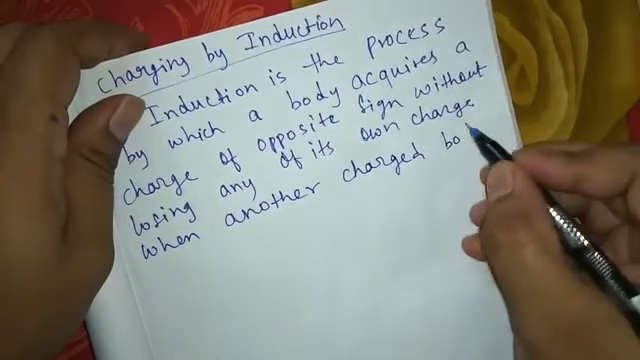 Charging by Induction
Induction is the process
by which a body acquires a
charge of opposite sign without
losing any of its own charge
when another charged bo